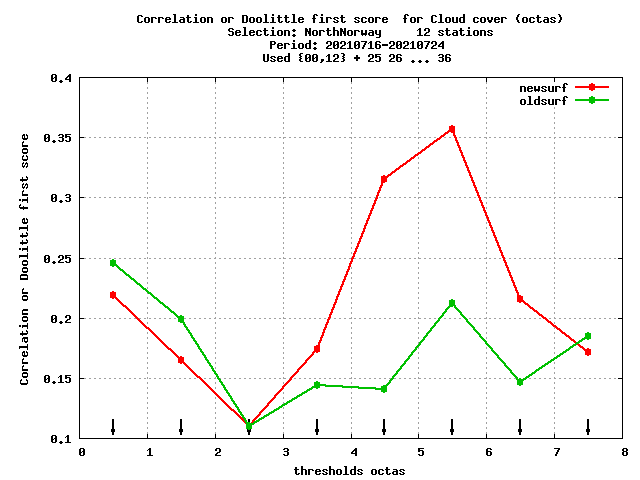 Correlation or Doolittle first score  for Cloud cover (octas)
Selection: NorthNorway     12 stations
Period: 20210716-20210724
Used {00,12} + 25 26 ... 36
newsurf
oldsurf
0.4
0.35
0.3
0.25
0.2
0.15
0.1
Correlation or Doolittle first score
0 1 2 3 4 5 6 7 8
thresholds octas